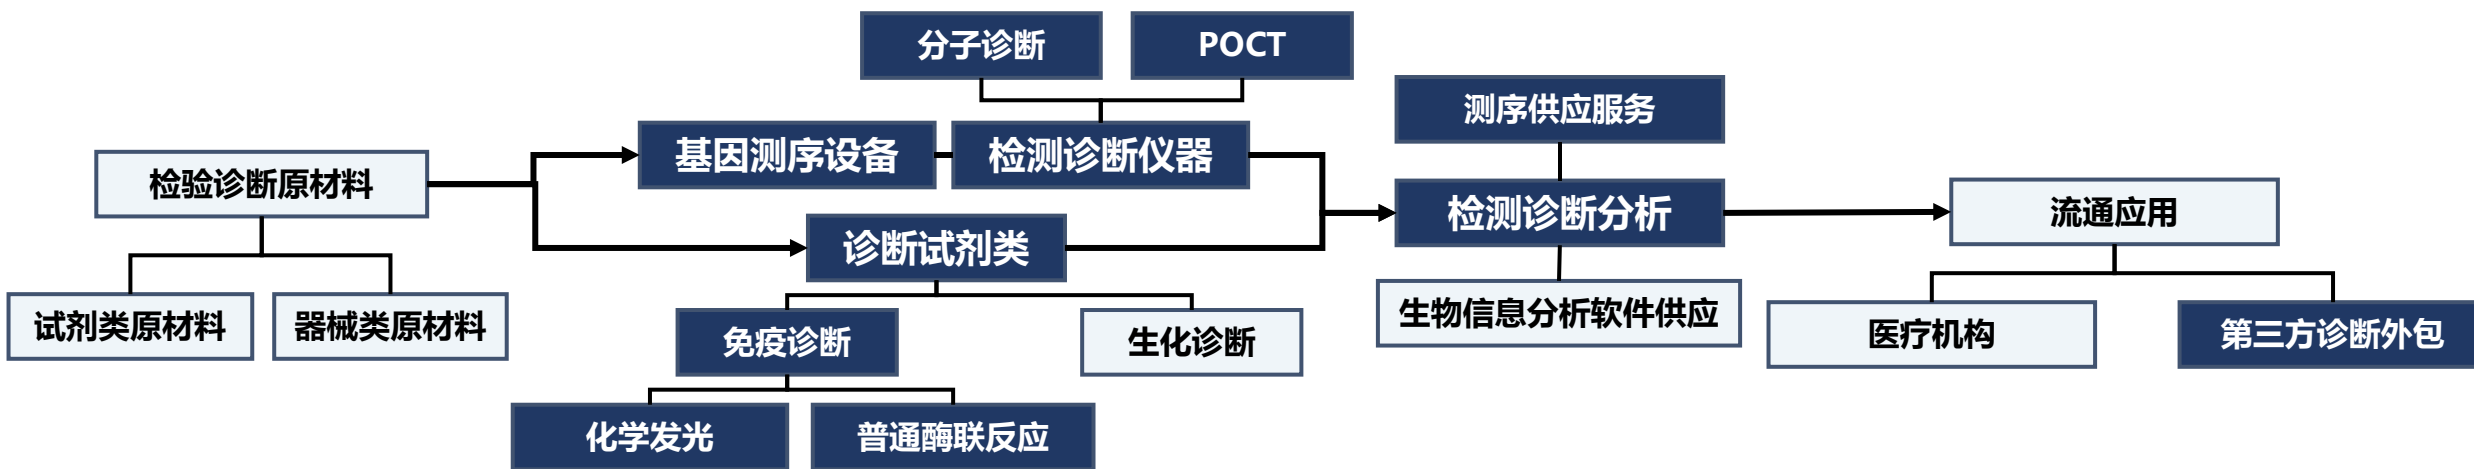 分子诊断
POCT
测序供应服务
基因测序设备
检测诊断仪器
检验诊断原材料
检测诊断分析
流通应用
诊断试剂类
试剂类原材料
器械类原材料
免疫诊断
生化诊断
生物信息分析软件供应
医疗机构
第三方诊断外包
化学发光
普通酶联反应